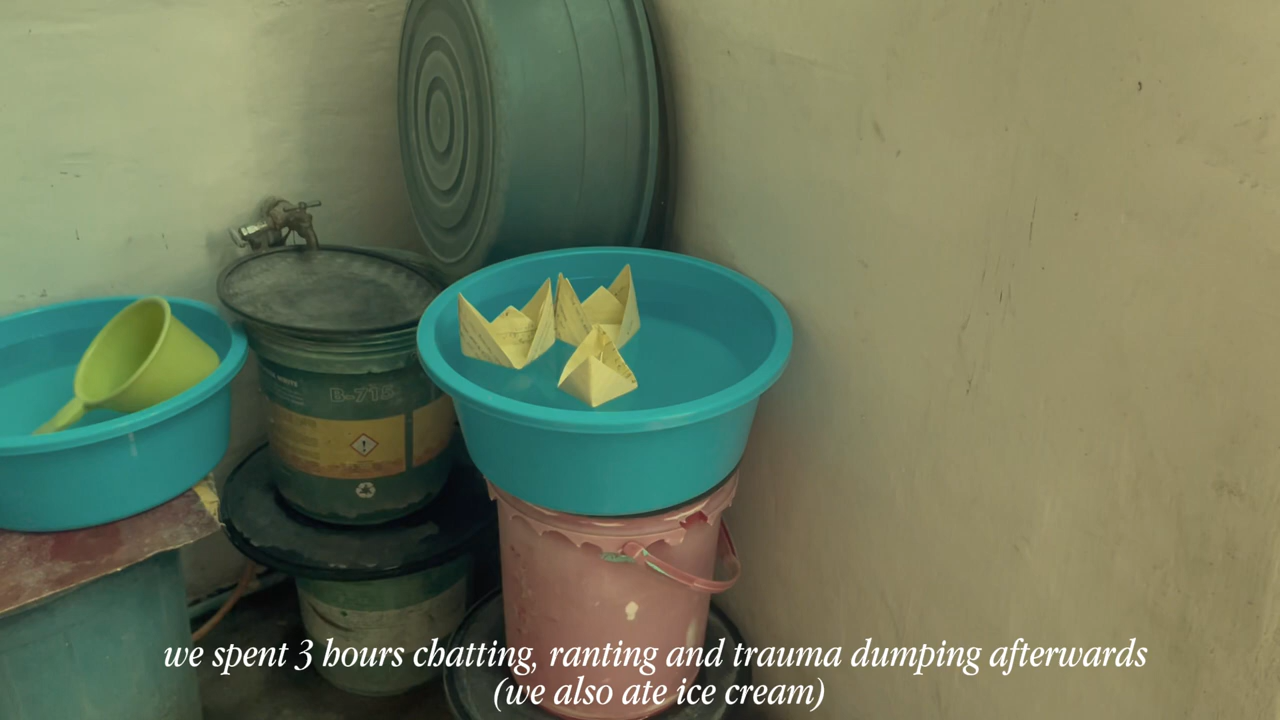 B-715
we spent 3 hours chatting, ranting and trauma dumping afterwards
(we also ate ice cream)